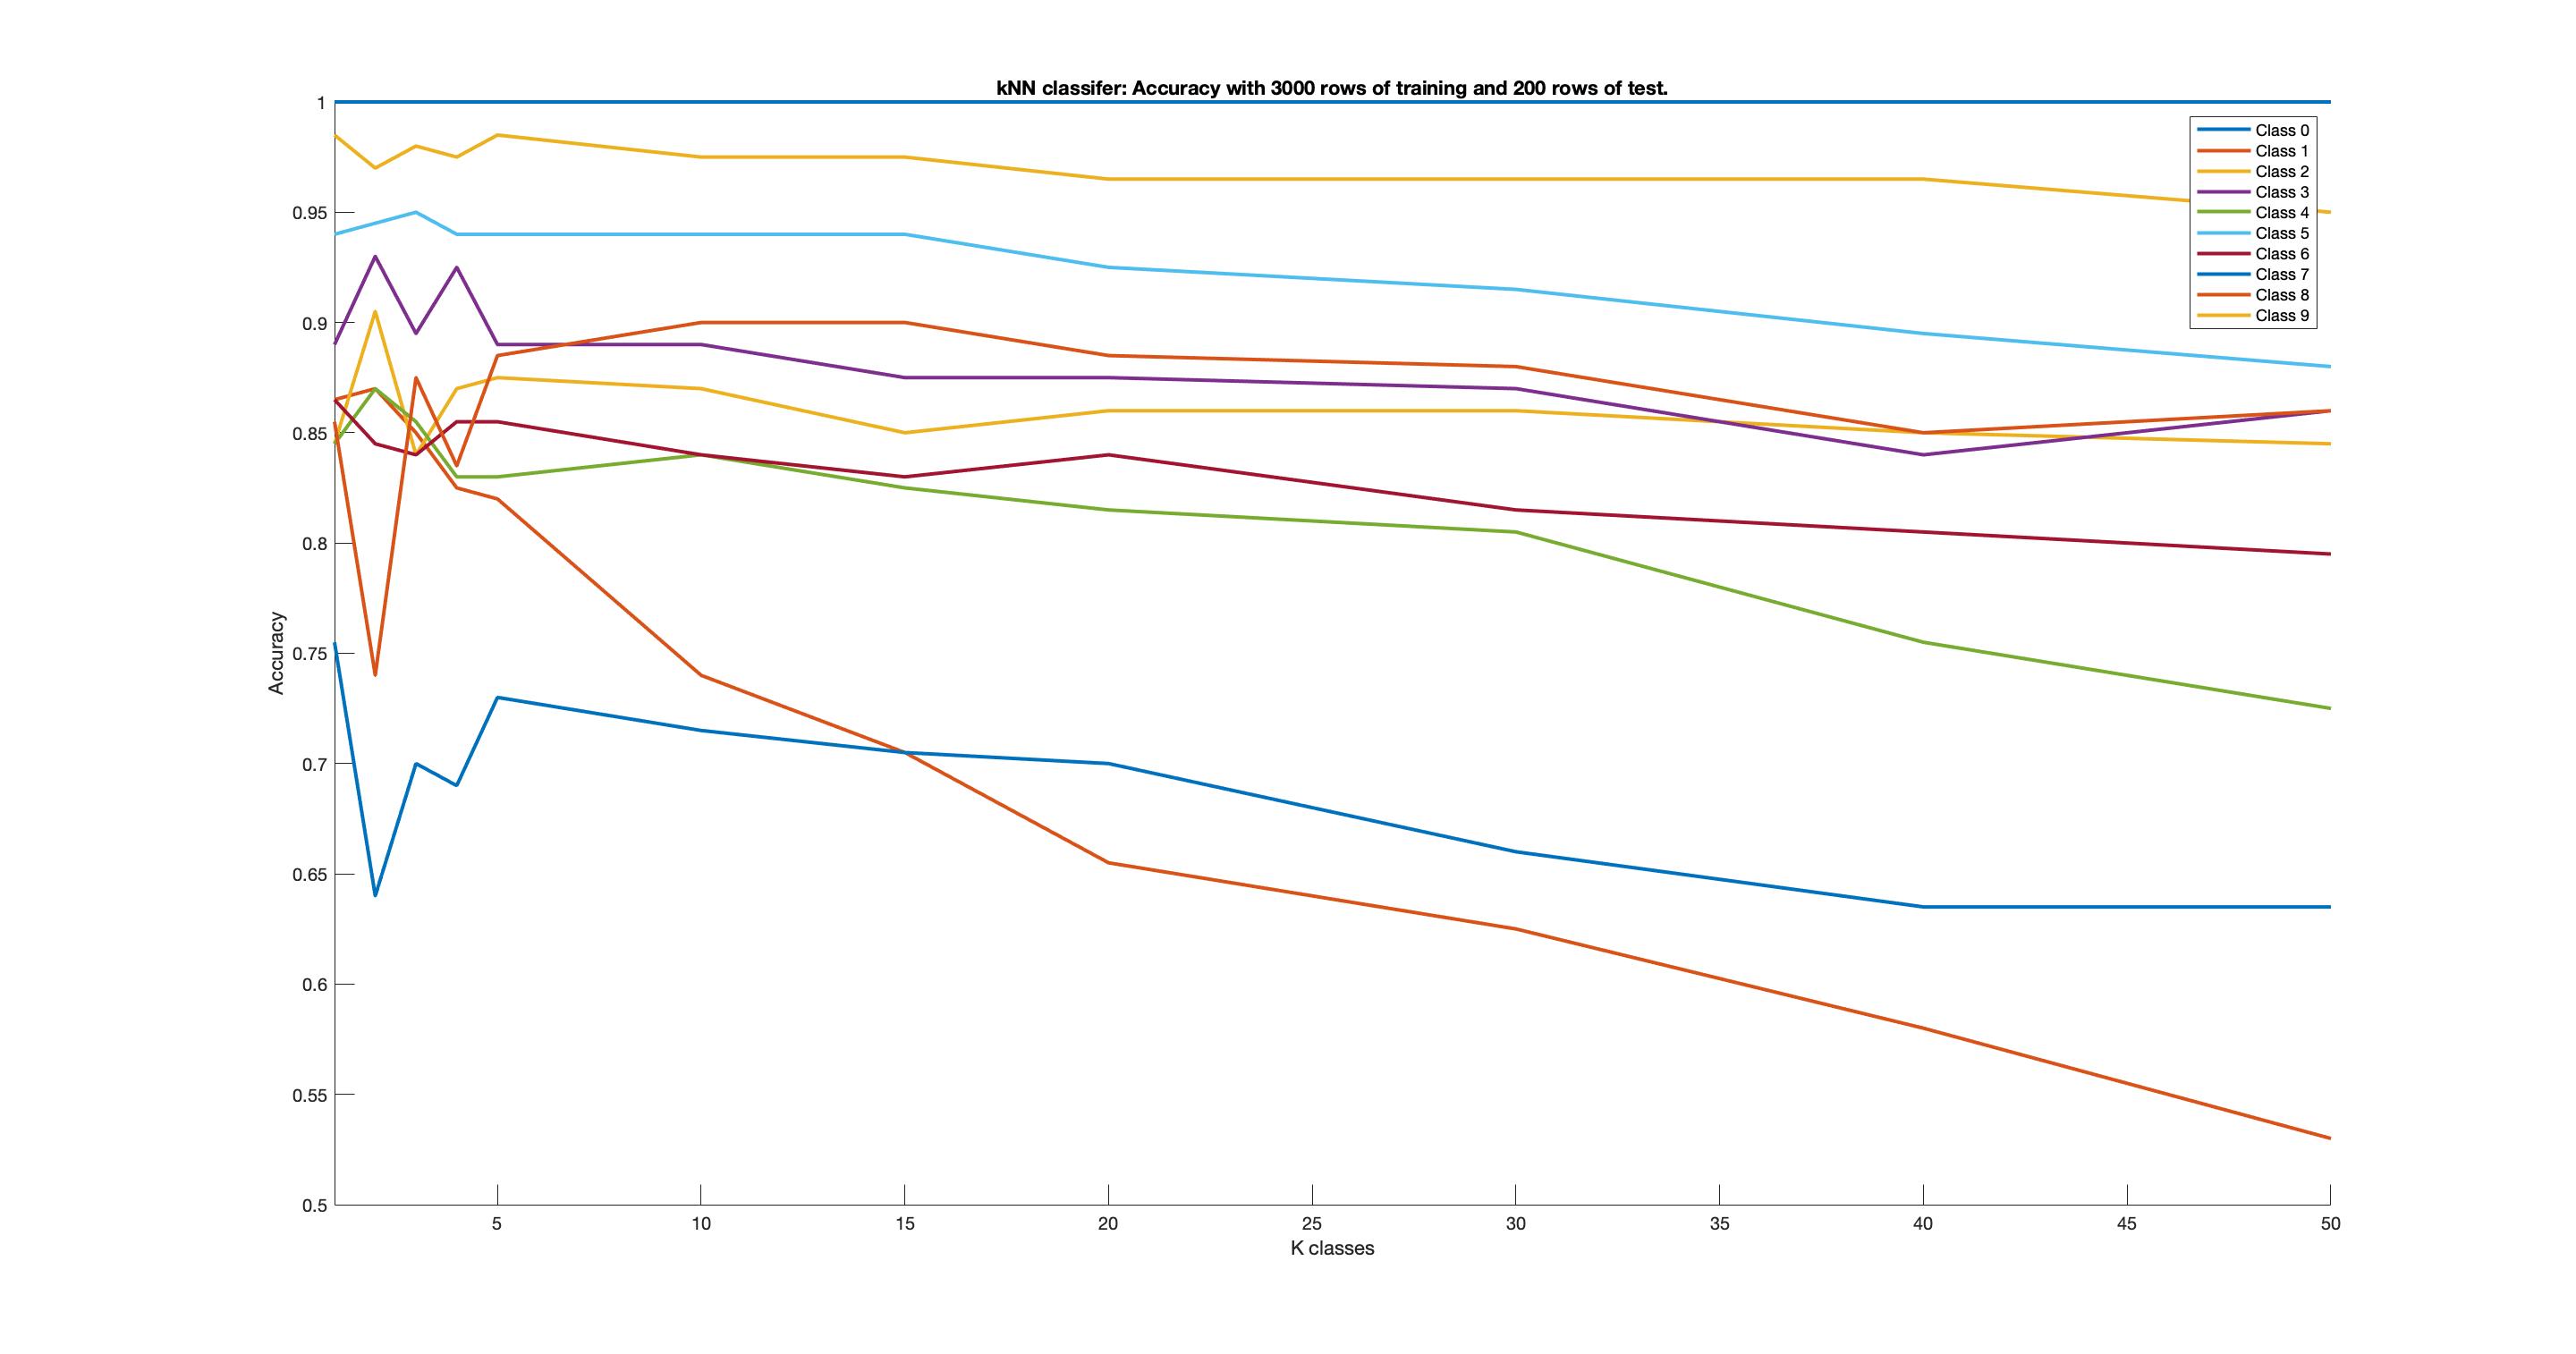 kNN classifer: Accuracy with 3000 rows of training and 200 rows of test.
1
0.95
0.9
0.85
0.8
0.75
0.7
0.65
0.6
0.55
0.5
Accuracy
Class 0
Class 1
Class 2
Class 3
Class 4
Class 5
Class 6
Class 7
Class 8
Class 9
5 10 15 20 25 30 35 40 45 50
K classes